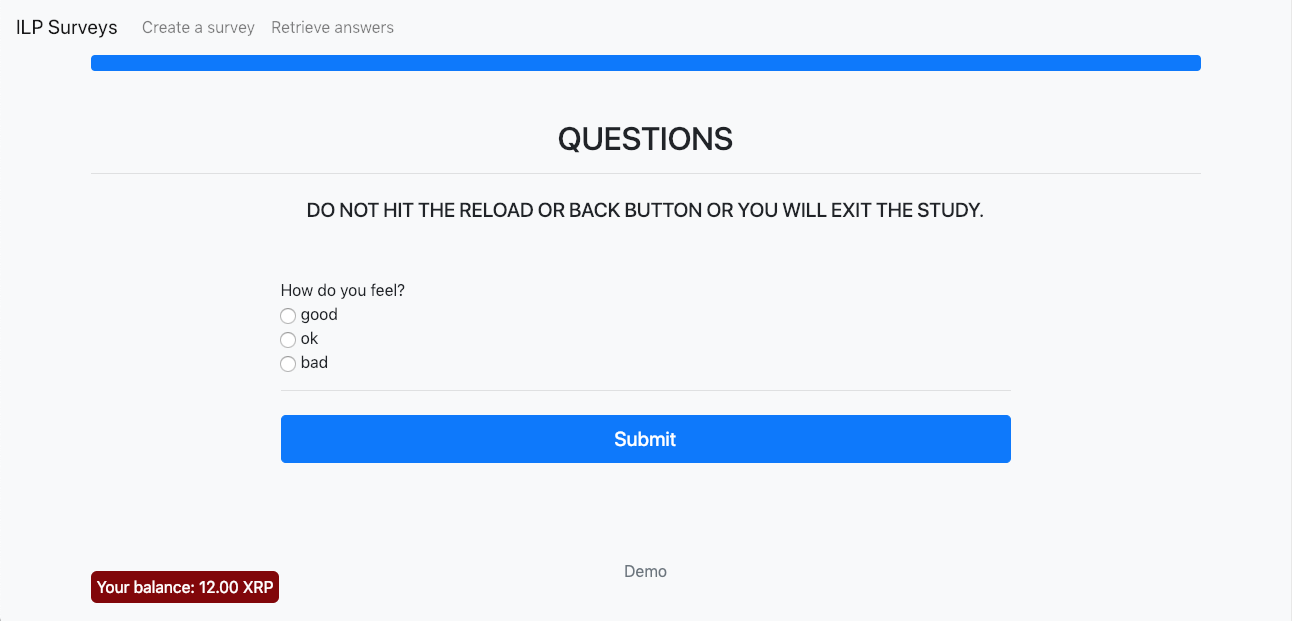 ILP Surveys Create a survey Retrieve answers
QUESTIONS
DO NOT HIT THE RELOAD OR BACK BUTTON OR YOU WILL EXIT THE STUDY.
How do you feel?
good
ok
bad
Submit
Demo
Your balance: 12.00 XRP